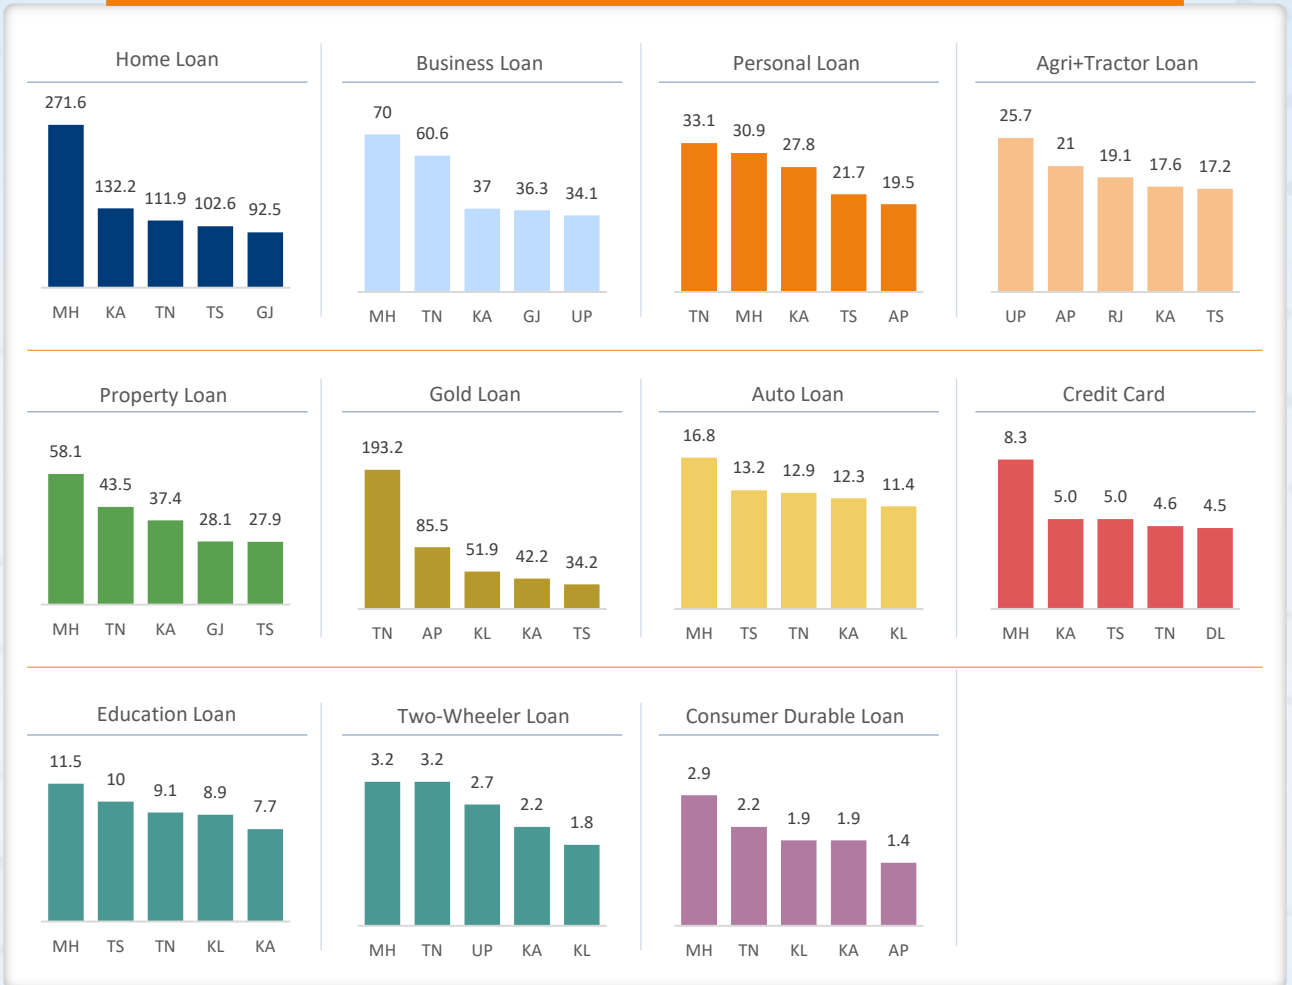 Home Loan
271.6
132.2
111.9
102.6
92.5
MH KA TN TS GJ
Business Loan
70
60.6
37
36.3
34.1
MH TN KA GJ UP
Personal Loan
33.1
30.9
27.8
21.7
19.5
TN MH KA TS AP
Agri+Tractor Loan
25.7
21
19.1
17.6
17.2
UP AP RJ KA TS
Property Loan
58.1
43.5
37.4
28.1
27.9
MH TN KA GJ TS
Gold Loan
193.2
85.5
51.9
42.2
34.2
TN AP KL KA TS
Auto Loan
16.8
13.2
12.9
12.3
11.4
MH TS TN KA KL
Credit Card
8.3
5.0
5.0
4.6
4.5
MH KA TS TN DL
Education Loan
11.5
10
9.1
8.9
7.7
MH TS TN KL KA
Two-Wheeler Loan
3.2
3.2
2.7
2.2
1.8
MH TN UP KA KL
Consumer Durable Loan
2.9
2.2
1.9
1.9
1.4
MH TN KL KA AP